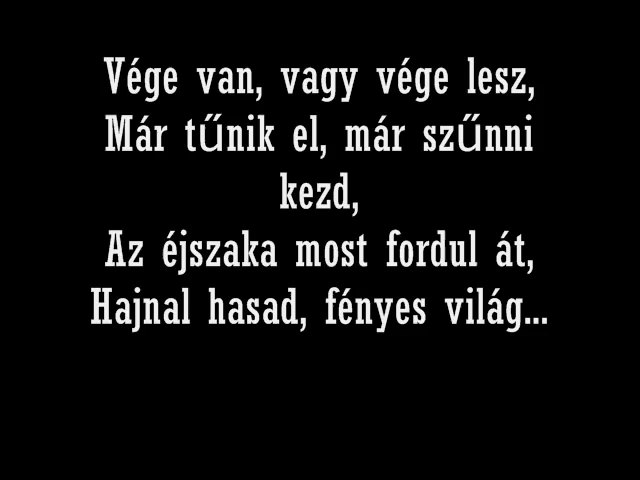 Vége van, vagy vége lesz,
Már tűnik el, már szűnni
kezd,
Az éjszaka most fordul át,
Hajnal hasad, fényes világ...